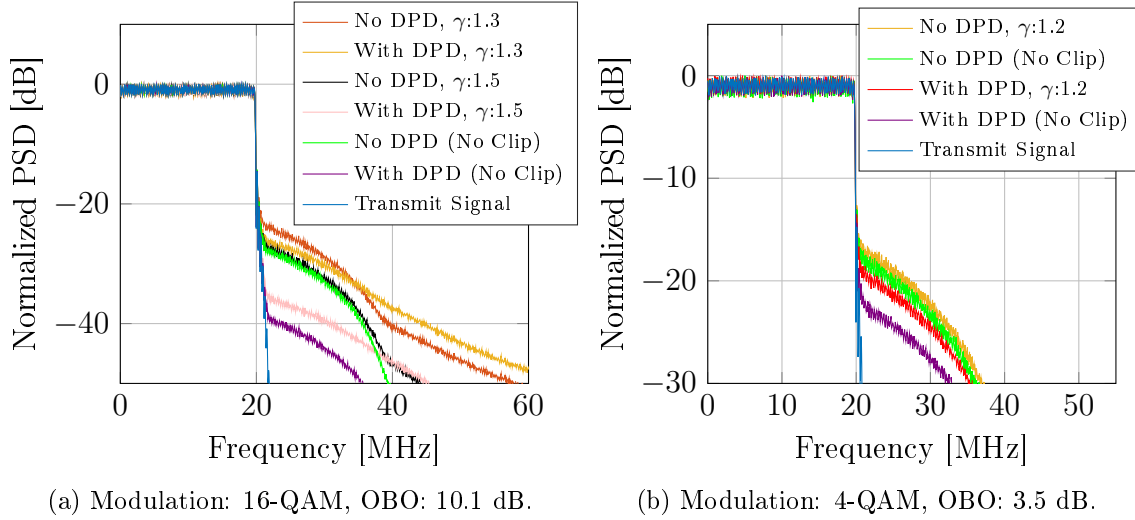 No DPD, γ:1.3
With DPD, γ:1.3
No DPD, γ:1.5
With DPD, γ:1.5
No DPD (No Clip)
With DPD (No Clip)
Transmit Signal
Normalized PSD [dB]
0
−20
−40
0
20
40
60
Frequency [MHz]
(a) Modulation: 16-QAM, OBO: 10.1 dB.
No DPD, γ:1.2
No DPD (No Clip)
With DPD, γ:1.2
With DPD (No Clip)
Transmit Signal
Normalized PSD [dB]
0
−10
−20
−30
0
10
20
30
40
50
Frequency [MHz]
(b) Modulation: 4-QAM, OBO: 3.5 dB.